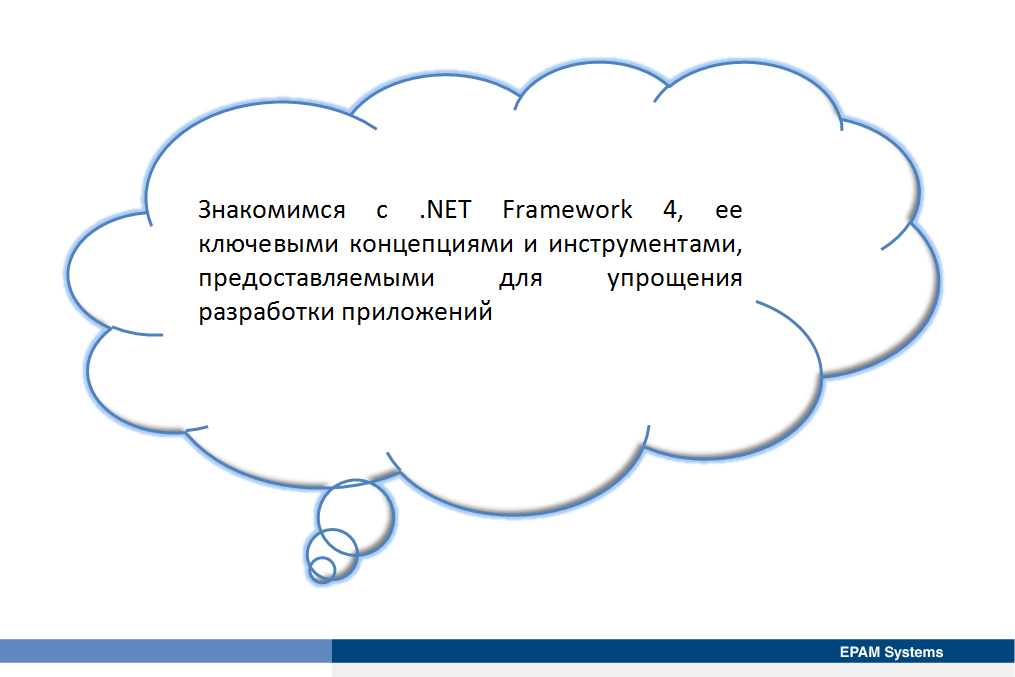 Знакомимся с .NET Framework 4, ее
ключевыми концепциями и инструментами,
предоставляемыми для упрощения
разработки приложений
EPAM Systems